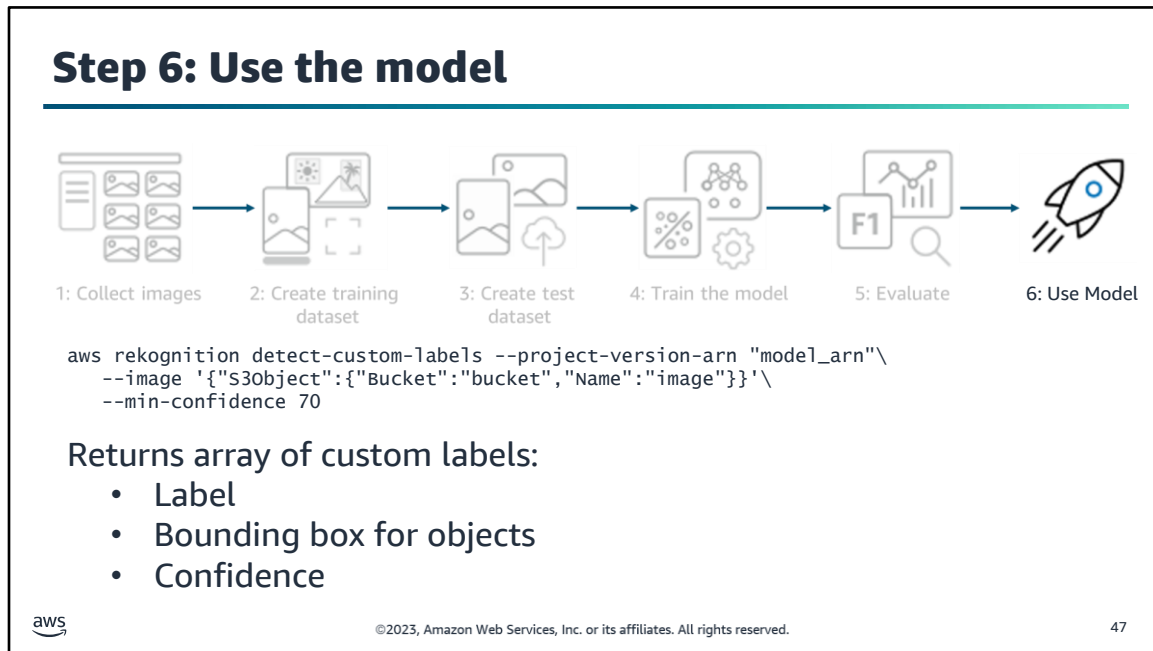 Step 6: Use the model
F1
1: Collect images
2: Create training
dataset
3: Create test
dataset
4: Train the model
5: Evaluate
6: Use Model
aws rekognition detect-custom-labels --project-version-arn "model_arn"\
--image '{"S3Object":{"Bucket":"bucket","Name":"image"}}'\
--min-confidence 70
Returns array of custom labels:
• Label
• Bounding box for objects
• Confidence
aws
©2023, Amazon Web Services, Inc. or its affiliates. All rights reserved.
47